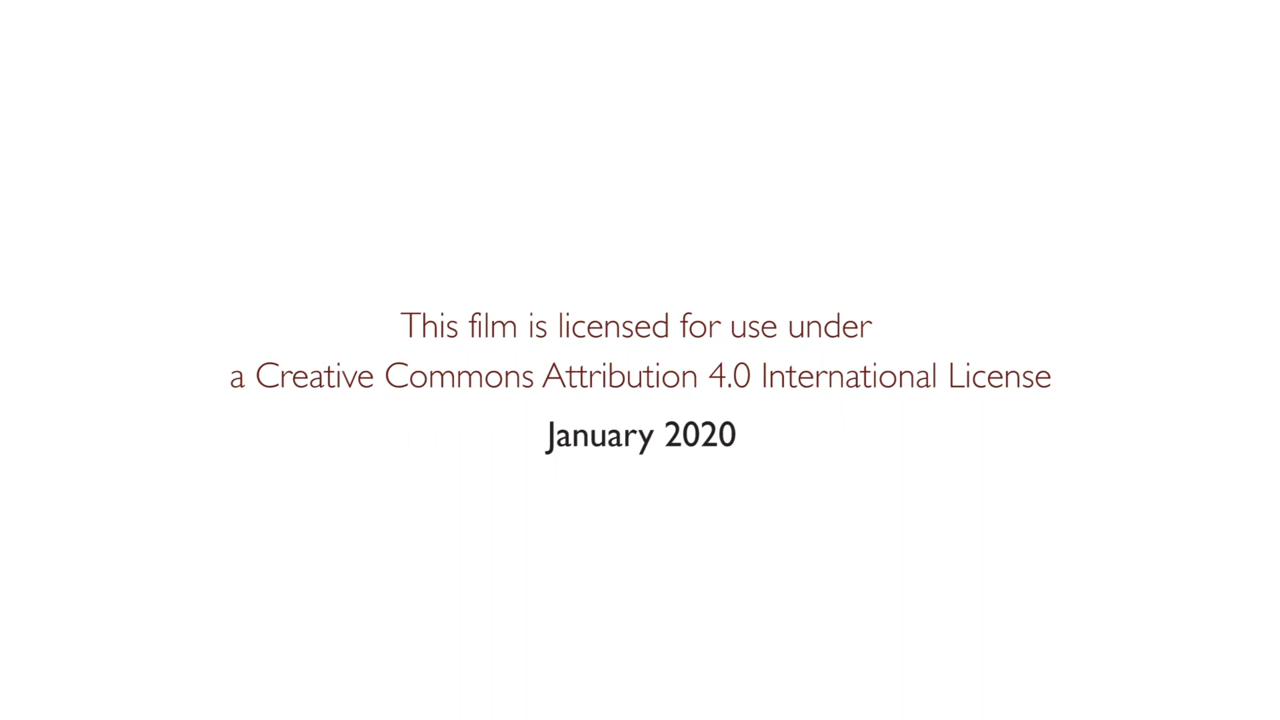 This film is licensed for use under
a Creative Commons Attribution 4.0 International License
January 2020